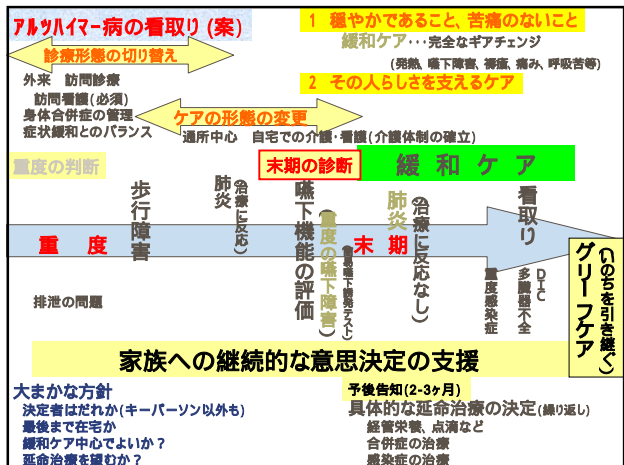 アルツハイマー病の看取り(案)
診療形態の切り替え
外来　訪問診療
訪問看護(必須)
身体合併症の管理
症状緩和とのバランス
1　穏やかであること、苦痛のないこと
緩和ケア･･･完全なギアチェンジ
(発熱、嚥下障害、褥瘡、痛み、呼吸苦等)
2　その人らしさを支えるケア
ケアの形態の変更
通所中心　自宅での介護・看護(介護体制の確立)
重度の判断
末期の診断
緩和ケア
重度
歩行障害
肺炎
(治療に反応)
嚥下機能の評価
(重度の嚥下障害)
(簡易嚥下誘発テスト)
末期
肺炎
(治療に反応なし)
看取り
重度感染症
多臓器不全
DIC
グリーフケア
(いのちを引き継ぐ)
排泄の問題
家族への継続的な意思決定の支援
大まかな方針
決定者はだれか(キーパーソン以外も)
最後まで在宅か
緩和ケア中心でよいか？
延命治療を望むか？
予後告知(2-3ヶ月)
具体的な延命治療の決定(繰り返し)
経管栄養、点滴など
合併症の治療
感染症の治療